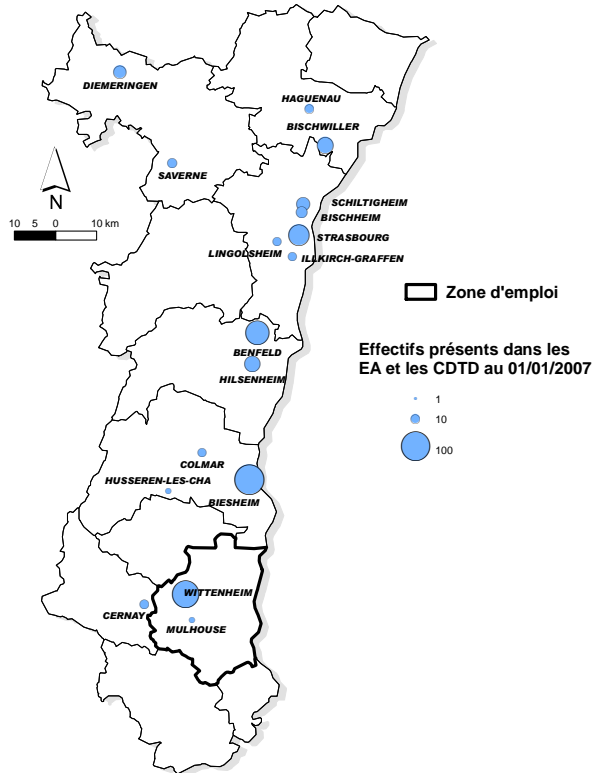 DIEMERINGEN
HAGUENAU
BISCHWILLER
SAVERNE
N
10 5 0 10 km
SCHILTIGHEIM
BISCHHEIM
STRASBOURG
LINGOLSHEIM
ILLKIRCH-GRAFFEN
Zone d'emploi
BENFELD
HILSENHEIM
Effectifs présents dans les
EA et les CDTD au 01/01/2007
1
10
100
COLMAR
HUSSEREN-LES-CHA
BIESHEIM
WITTENHEIM
CERNAY
MULHOUSE